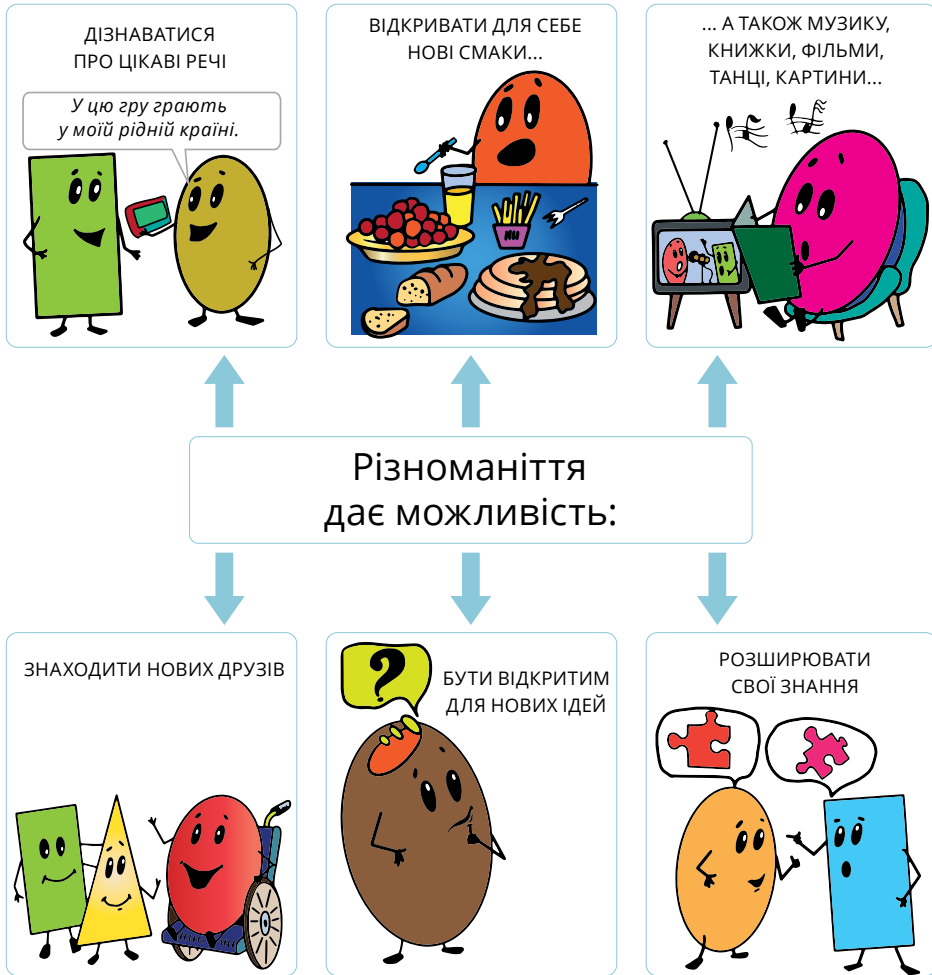 ДІЗНАВАТИСЯ
ПРО ЦІКАВІ РЕЧІ
У цю гру грають
у моїй рідній країні.
ВІДКРИВАТИ ДЛЯ СЕБЕ
НОВІ СМАКИ...
... А ТАКОЖ МУЗИКУ,
КНИЖКИ, ФІЛЬМИ,
ТАНЦІ, КАРТИНИ...
Різноманіття
дає можливість:
ЗНАХОДИТИ НОВИХ ДРУЗІВ
?
БУТИ ВІДКРИТИМ
ДЛЯ НОВИХ ІДЕЙ
РОЗШИРЮВАТИ
СВОЇ ЗНАННЯ